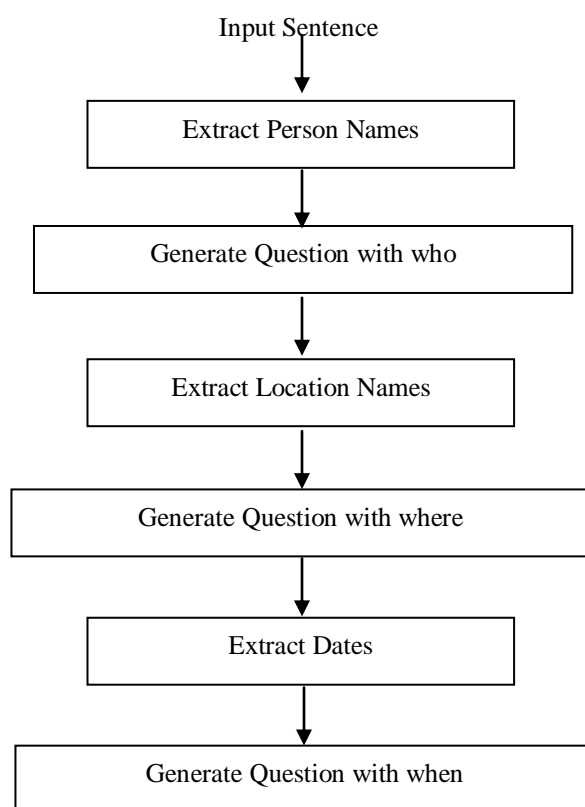 Input Sentence
Extract Person Names
Generate Question with who
Extract Location Names
Generate Question with where
Extract Dates
Generate Question with when